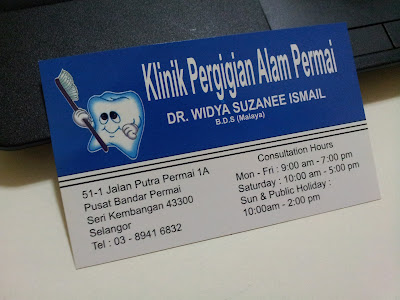 Klinik Pergigian Alam Permai
DR. WIDYA SUZANEE ISMAIL
B.D.S (Malaya)
51-1 Jalan Putra Permai 1A
Pusat Bandar Permai
Seri Kembangan 43300
Selangor
Tel : 03 - 8941 6832
Consultation Hours
Mon - Fri : 9:00 am - 7:00 pm
Saturday : 10:00 am - 5:00 pm
Sun & Public Holiday :
10:00am - 2:00 pm